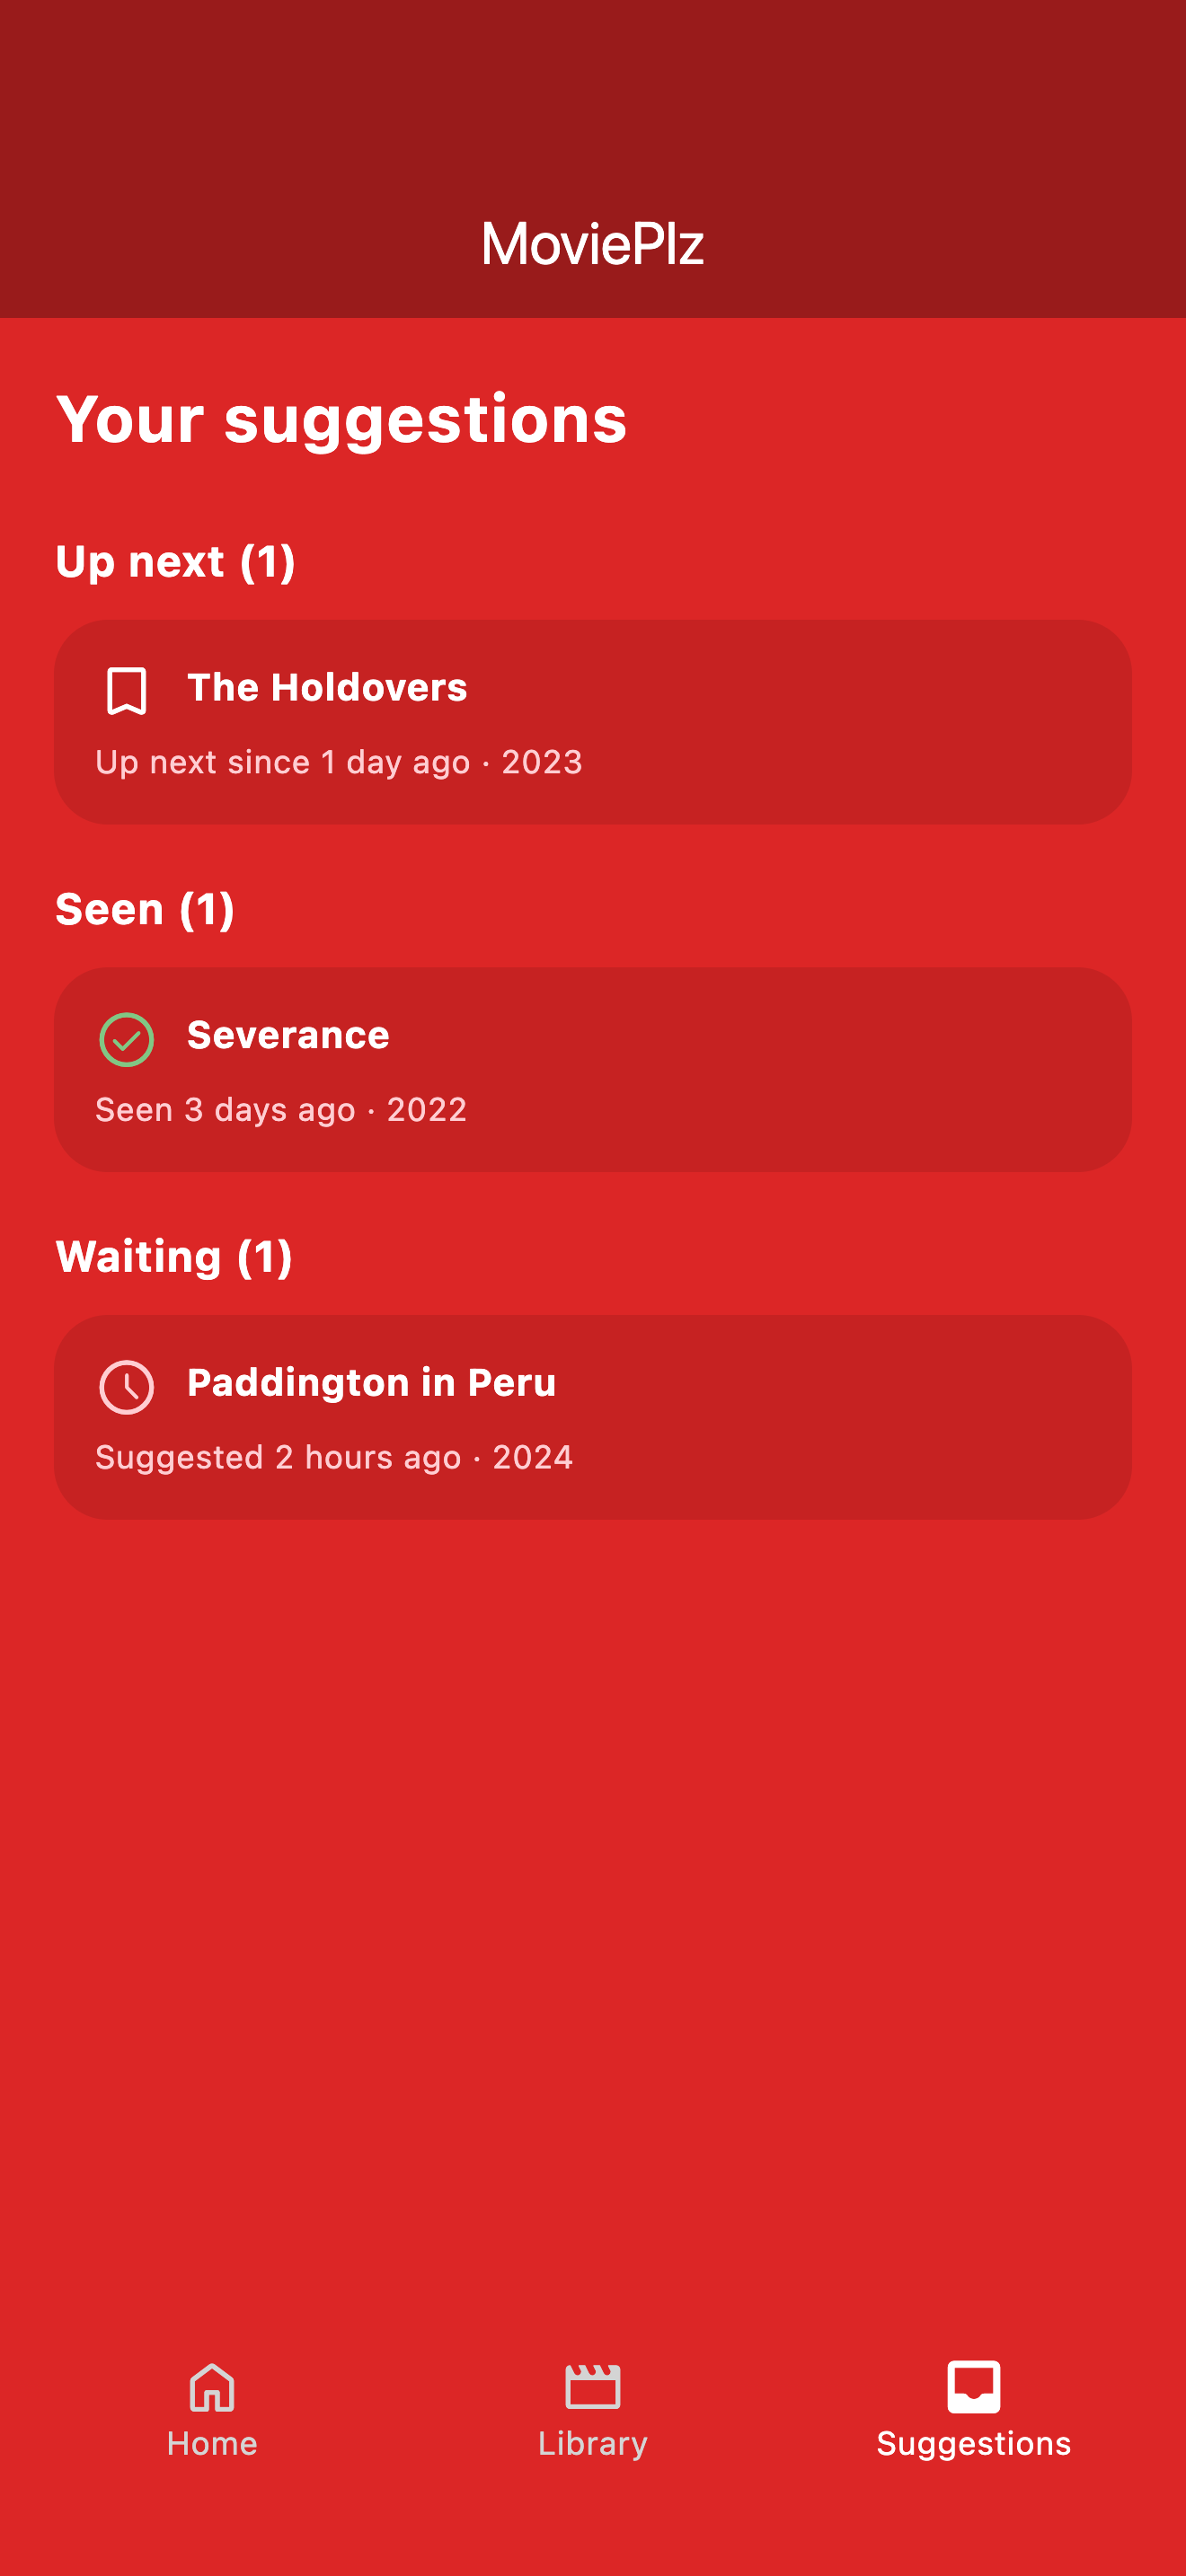 MoviePlz
Your suggestions
Up next (1)
The Holdovers
Up next since 1 day ago · 2023
Seen (1)
Severance
Seen 3 days ago · 2022
Waiting (1)
Paddington in Peru
Suggested 2 hours ago · 2024
Home
Library
Suggestions